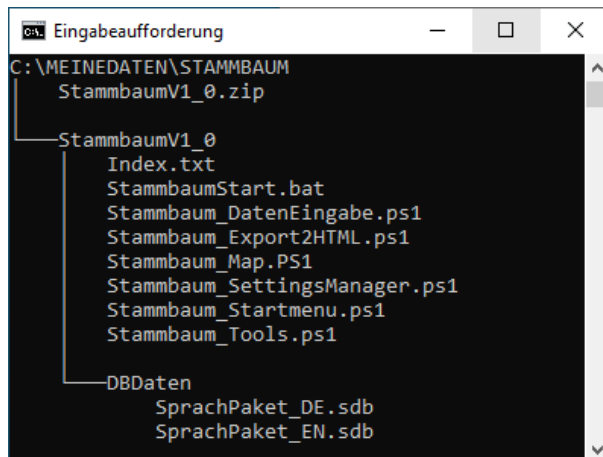 Eingabeaufforderung
C:\MEINEDATEN\STAMMBAUM
StammbaumV1_0.zip
StammbaumV1_0
Index.txt
StammbaumStart.bat
Stammbaum_DatenEingabe.ps1
Stammbaum_Export2HTML.ps1
Stammbaum_Map.PS1
Stammbaum_SettingsManager.ps1
Stammbaum_Startmenu.ps1
Stammbaum_Tools.ps1
DBDaten
SprachPaket_DE.sdb
SprachPaket_EN.sdb